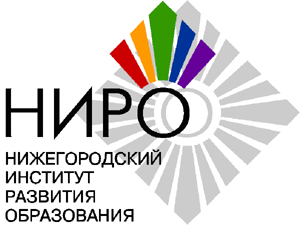 НИРО
НИЖЕГОРОДСКИЙ
ИНСТИТУТ
РАЗВИТИЯ
ОБРАЗОВАНИЯ